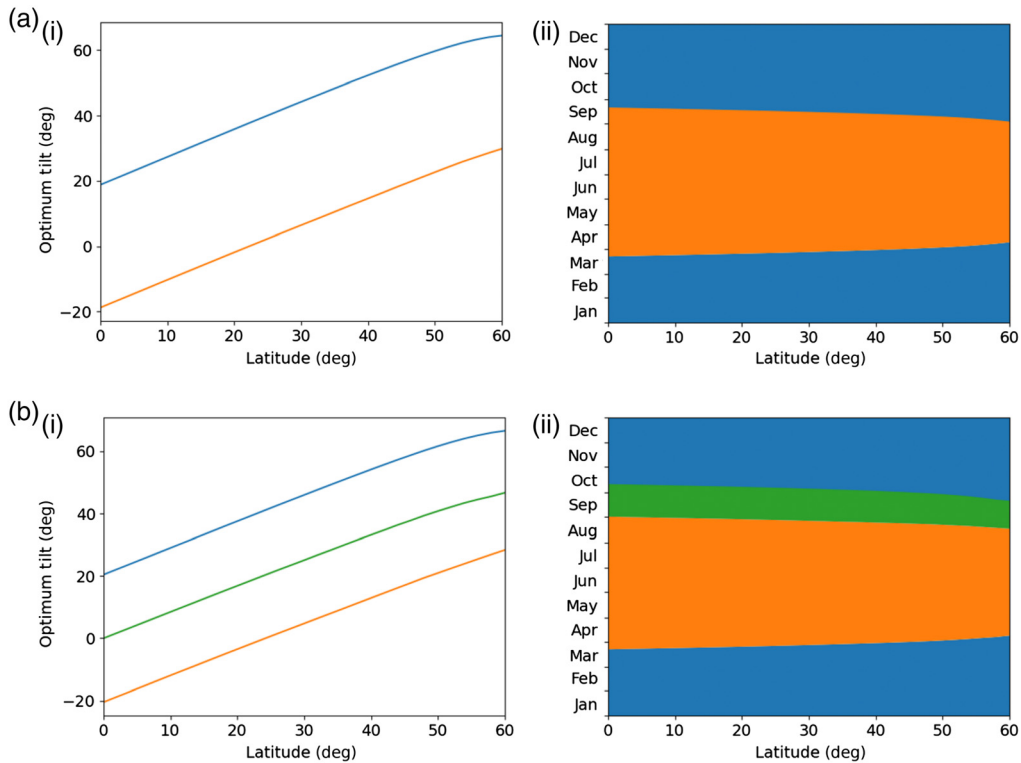 (a)
(i)
(ii)
60
40
20
0
−20
Optimum tilt (deg)
0 10 20 30 40 50 60
Latitude (deg)
Dec
Nov
Oct
Sep
Aug
Jul
Jun
May
Apr
Mar
Feb
Jan
0 10 20 30 40 50 60
Latitude (deg)
(b)
(i)
(ii)
60
40
20
0
−20
Optimum tilt (deg)
0 10 20 30 40 50 60
Latitude (deg)
Dec
Nov
Oct
Sep
Aug
Jul
Jun
May
Apr
Mar
Feb
Jan
0 10 20 30 40 50 60
Latitude (deg)